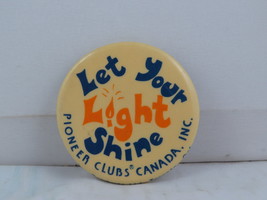 Let Your
Light
Shine
PIONEER CLUBS® CANADA, INC.